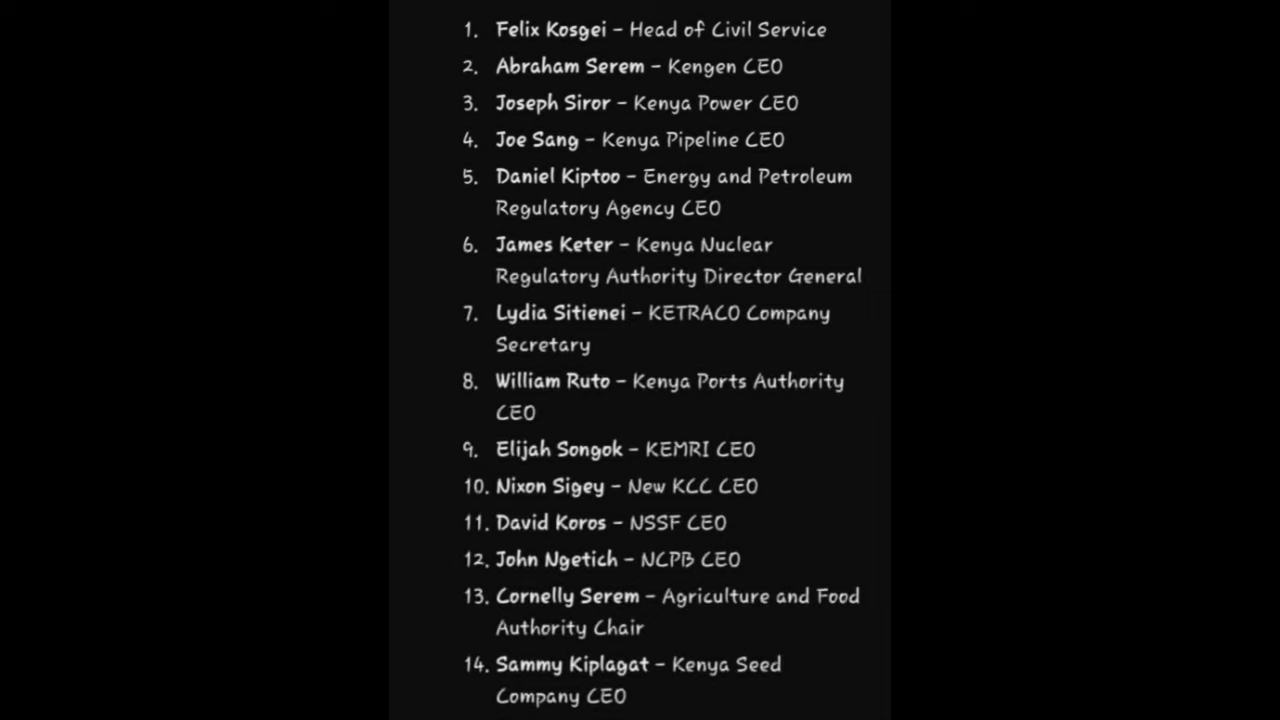 1. Felix Kosgei – Head of Civil Service
2. Abraham Serem – Kengen CEO
3. Joseph Siror – Kenya Power CEO
4. Joe Sang – Kenya Pipeline CEO
5. Daniel Kiptoo – Energy and Petroleum
Regulatory Agency CEO
6. James Keter – Kenya Nuclear
Regulatory Authority Director General
7. Lydia Sitienei – KETRACO Company
Secretary
8. William Ruto – Kenya Ports Authority
CEO
9. Elijah Songok – KEMRI CEO
10. Nixon Sigey – New KCC CEO
11. David Koros – NSSF CEO
12. John Ngetich – NCPB CEO
13. Cornelly Serem – Agriculture and Food
Authority Chair
14. Sammy Kiplagat – Kenya Seed
Company CEO